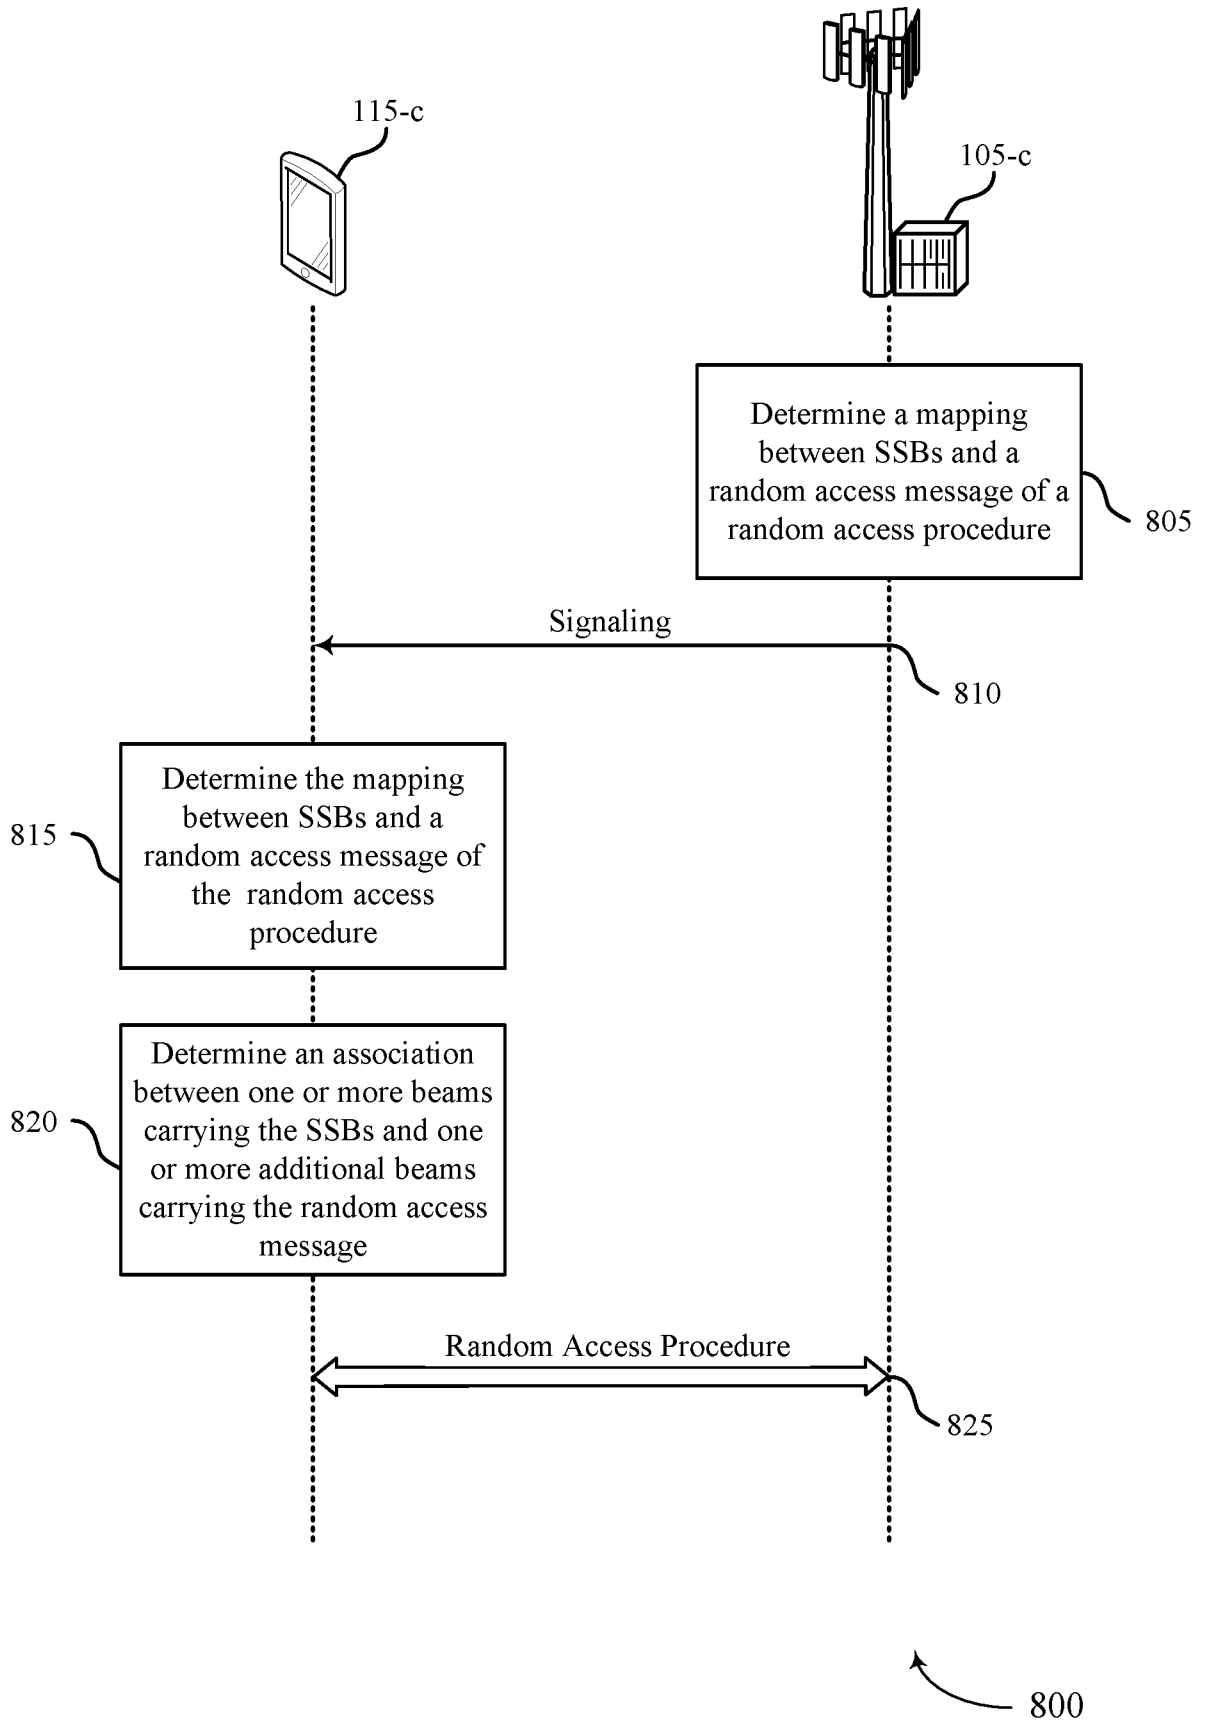 115-c
105-c
Determine a mapping
between SSBs and a
random access message of a
random access procedure
805
Signaling
810
Determine the mapping
between SSBs and a
random access message of
the random access
procedure
815
Determine an association
between one or more beams
carrying the SSBs and one
or more additional beams
carrying the random access
message
820
Random Access Procedure
825
800